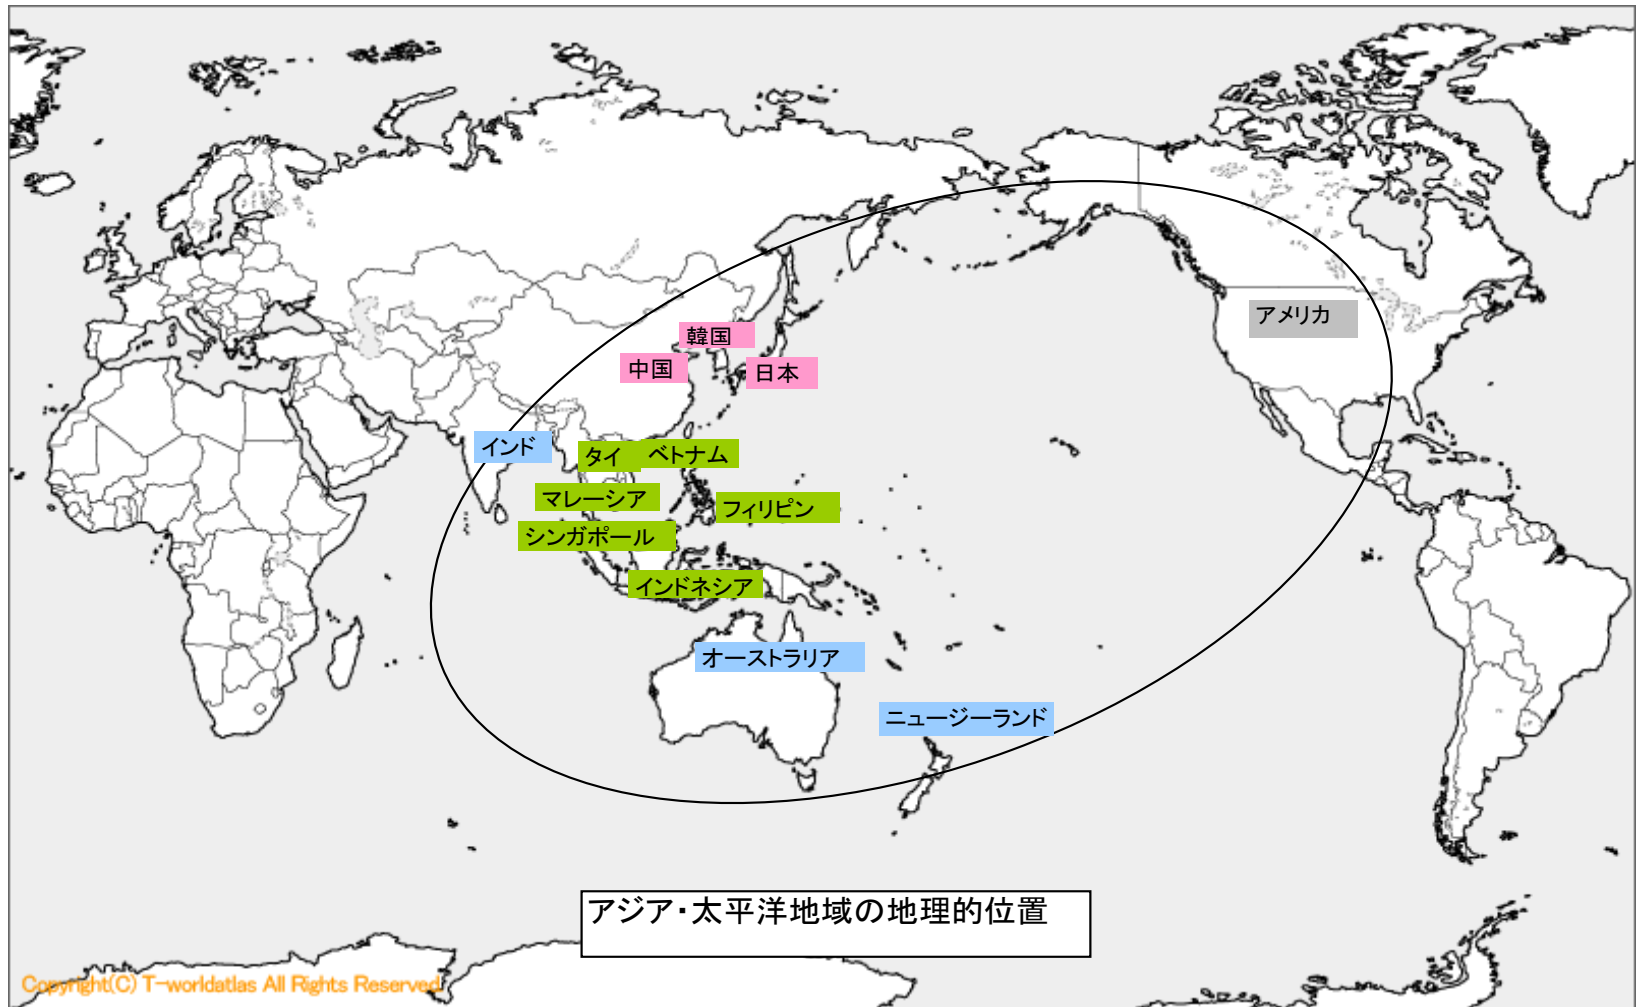 アメリカ
韓国
中国
日本
インド
タイ
ベトナム
マレーシア
フィリピン
シンガポール
インドネシア
オーストラリア
ニュージーランド
アジア・太平洋地域の地理的位置
Copyright(C) T-worldatlas All Rights Reserved